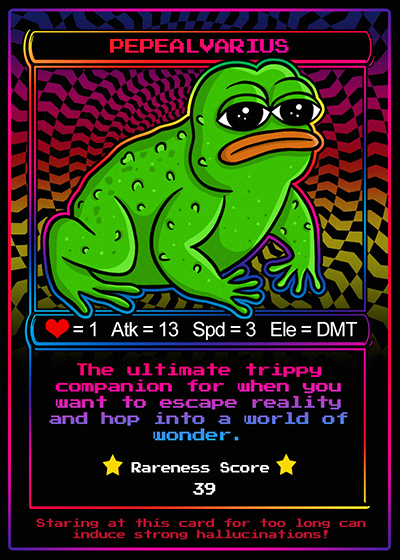 PEPEALVARIUS
= 1 Atk = 13 Spd = 3 Ele = DMT
The ultimate trippy
companion for when you
want to escape reality
and hop into a world of
wonder.
Rareness Score
39
Staring at this card for too long can
induce strong hallucinations!